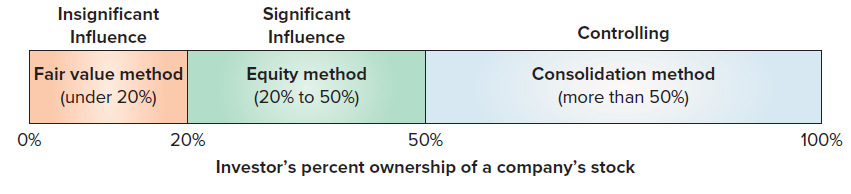 Insignificant
Influence
Significant
Influence
Controlling
Fair value method
(under 20%)
Equity method
(20% to 50%)
Consolidation method
(more than 50%)
0%
20%
50%
100%
Investor's percent ownership of a company's stock